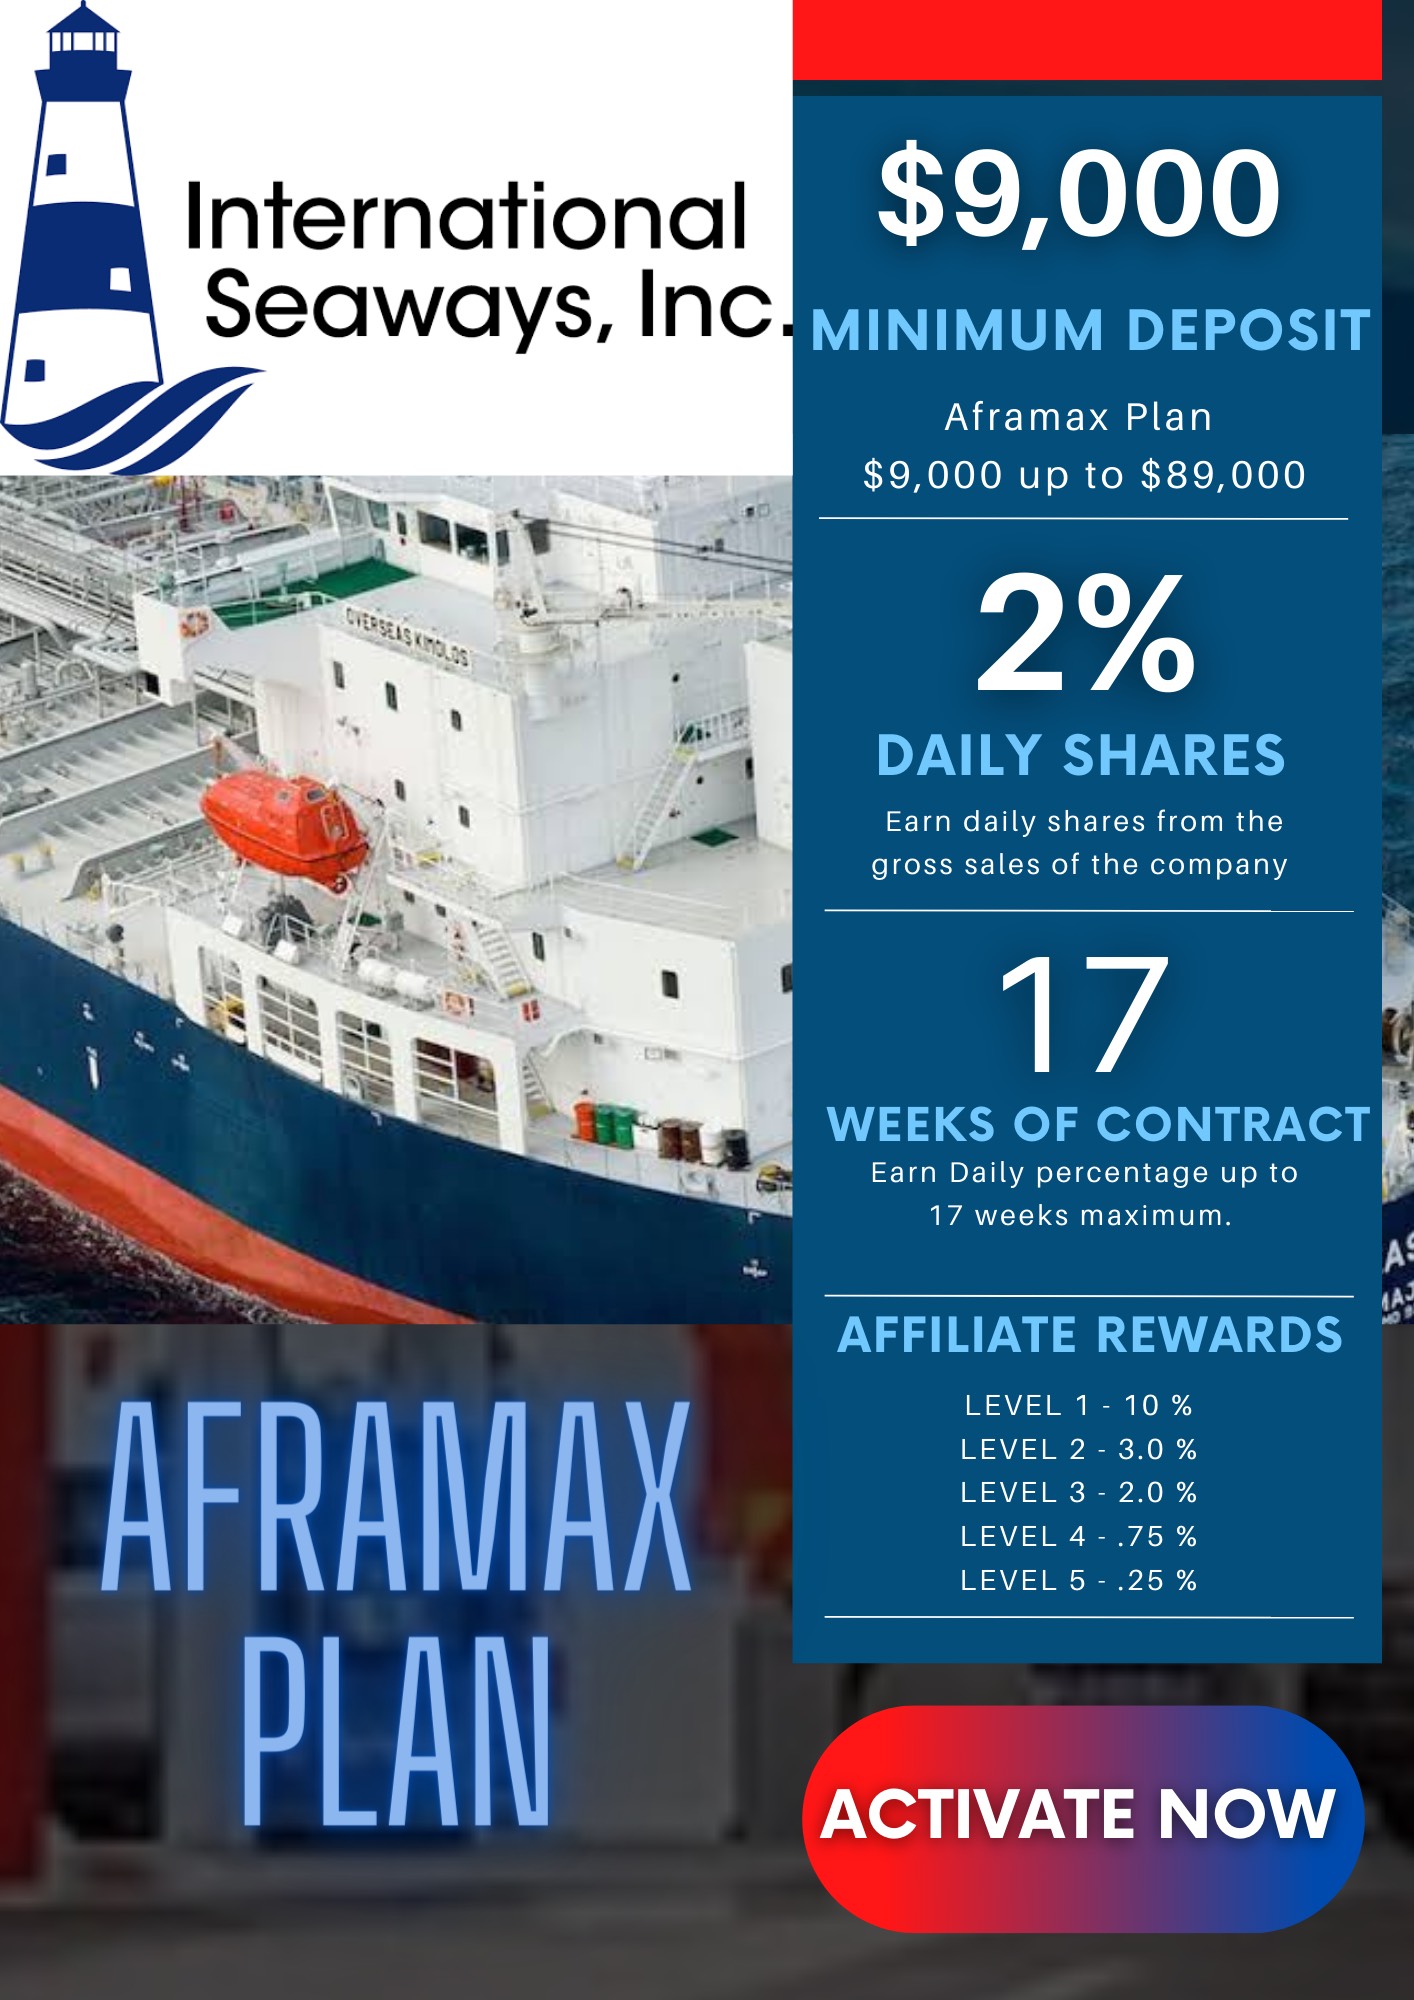 International
Seaways, Inc.
OVERSEAS KIMOLOS
AFRAMAX
PLAN
$9,000
MINIMUM DEPOSIT
Aframax Plan
$9,000 up to $89,000
2%
DAILY SHARES
Earn daily shares from the
gross sales of the company
17
WEEKS OF CONTRACT
Earn Daily percentage up to
17 weeks maximum.
AFFILIATE REWARDS
LEVEL 1 - 10 %
LEVEL 2 - 3.0 %
LEVEL 3 - 2.0 %
LEVEL 4 - .75 %
LEVEL 5 - .25 %
ACTIVATE NOW